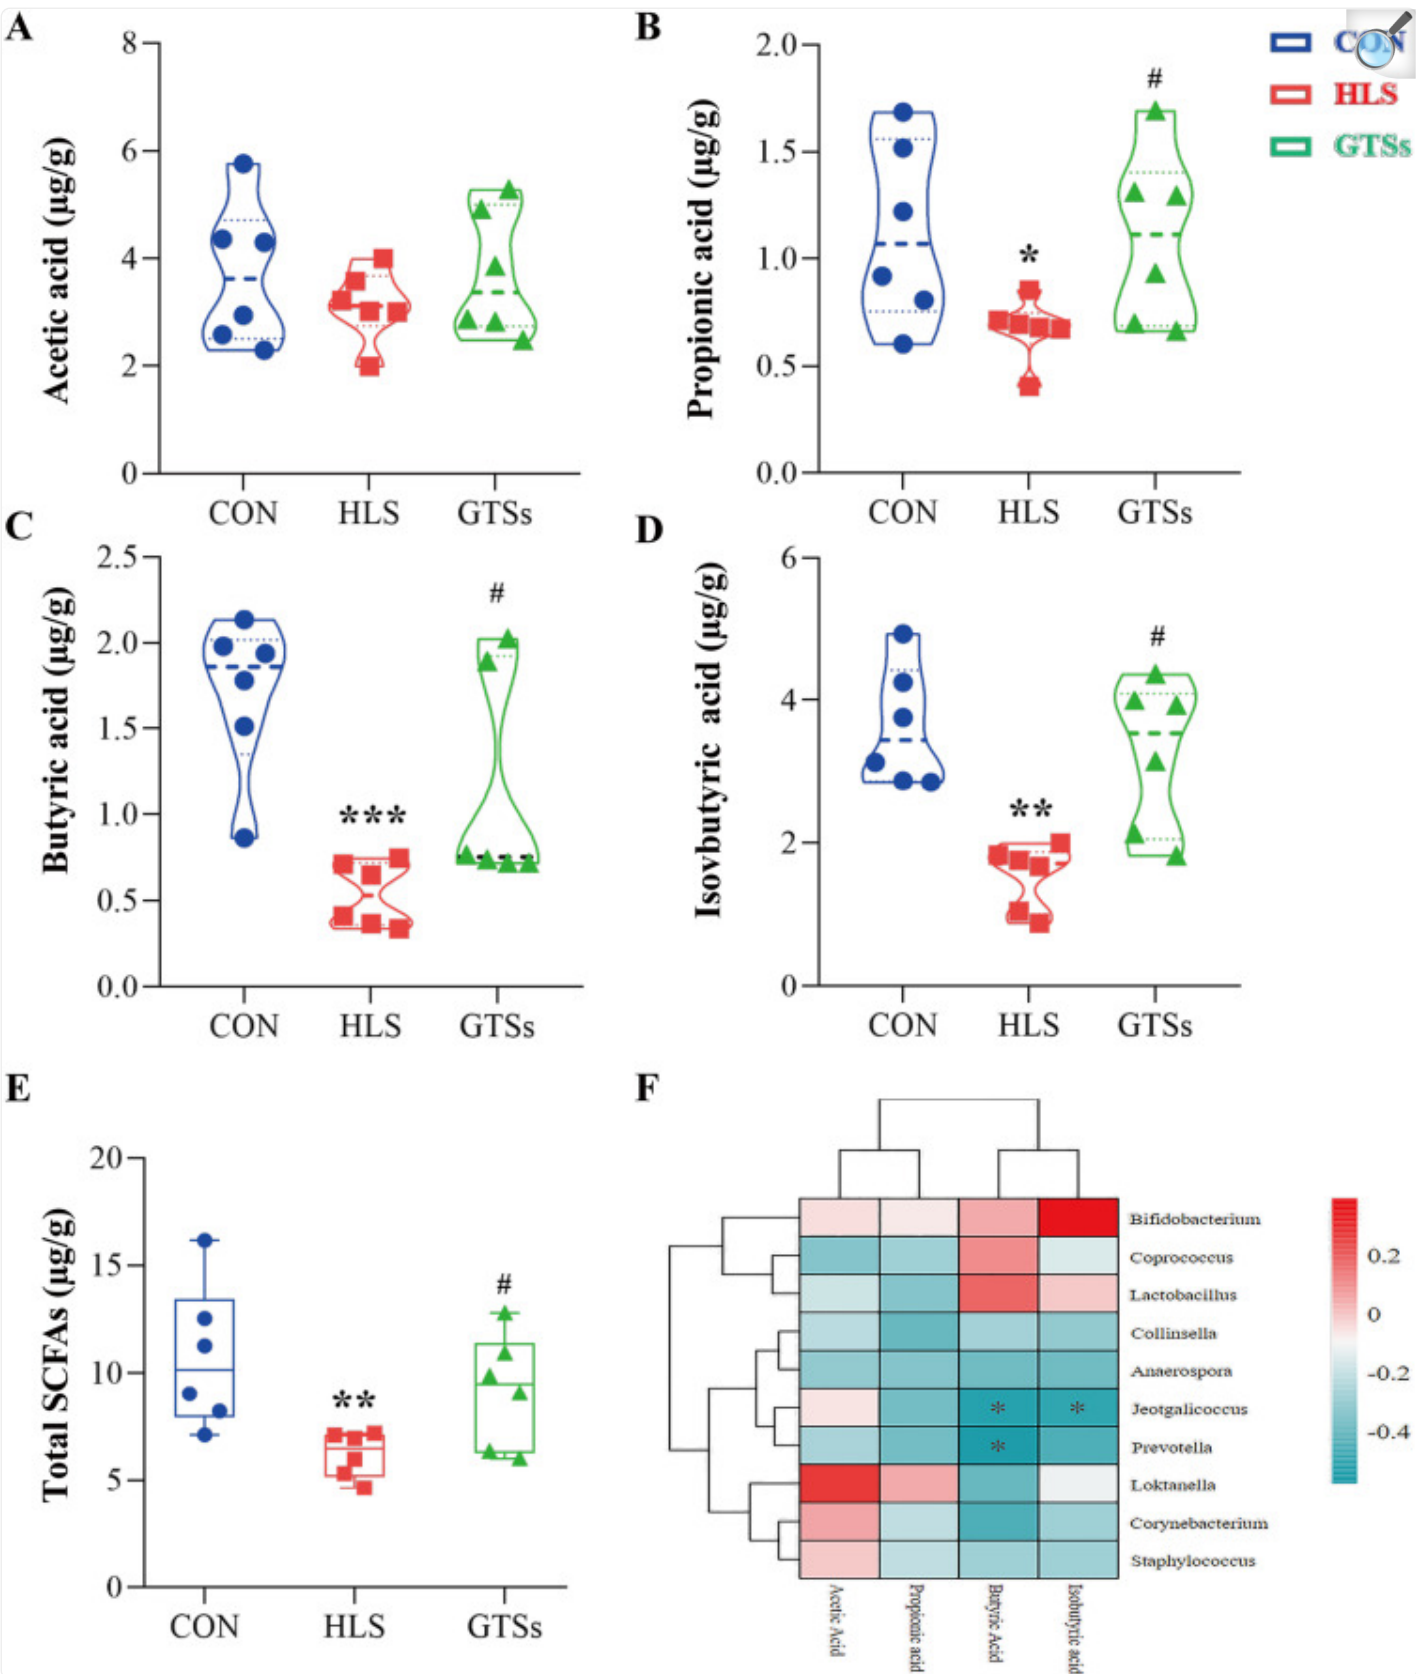 A
Acetic acid (µg/g)
8
6
4
2
0
CON HLS GTSs
B
Propionic acid (µg/g)
2.0
1.5
1.0
0.5
0.0
#
*
CON HLS GTSs
CON
HLS
GTSs
C
Butyric acid (µg/g)
2.5
2.0
1.5
1.0
0.5
0.0
#
***
CON HLS GTSs
D
Isovbutyric acid (µg/g)
6
4
2
0
#
**
CON HLS GTSs
E
Total SCFAs (µg/g)
20
15
10
5
0
#
**
CON HLS GTSs
F
Bifidobacterium
Coprococcus
Lactobacillus
Collinsella
Anaerospora
* * Jeotgalicoccus
* Prevotella
Loktanella
Corynebacterium
Staphylococcus
Acetic Acid
Propionic acid
Butyric Acid
Isobutyric acid
0.2
0
-0.2
-0.4